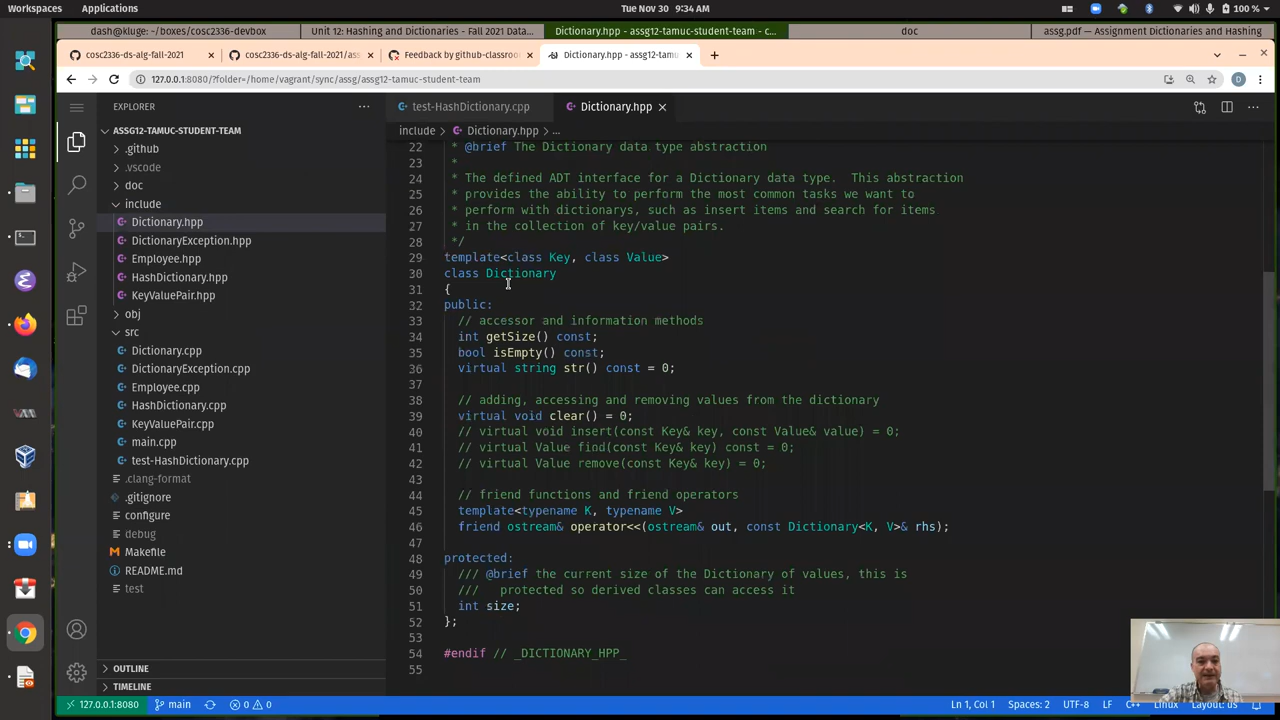 Workspaces Applications Tue Nov 30 9:34 AM 100 %
dash@kluge: ~/boxes/cosc2336-devbox Unit 12: Hashing and Dictionaries - Fall 2021 Data... Dictionary.hpp - assg12-tamuc-student-team - c... doc assg.pdf — Assignment Dictionaries and Hashing
cosc2336-ds-alg-fall-2021 cosc2336-ds-alg-fall-2021/ass Feedback by github-classroo Dictionary.hpp - assg12-tamu
127.0.0.1:8080/?folder=/home/vagrant/sync/assg/assg12-tamuc-student-team D
EXPLORER
ASSG12-TAMUC-STUDENT-TEAM
.github
.vscode
doc
include
Dictionary.hpp
DictionaryException.hpp
Employee.hpp
HashDictionary.hpp
KeyValuePair.hpp
obj
src
Dictionary.cpp
DictionaryException.cpp
Employee.cpp
HashDictionary.cpp
KeyValuePair.cpp
main.cpp
test-HashDictionary.cpp
.clang-format
.gitignore
configure
debug
Makefile
README.md
test
OUTLINE
TIMELINE
test-HashDictionary.cpp Dictionary.hpp
include > Dictionary.hpp > ...
22 * @brief The Dictionary data type abstraction
23 *
24 * The defined ADT interface for a Dictionary data type. This abstraction
25 * provides the ability to perform the most common tasks we want to
26 * perform with dictionarys, such as insert items and search for items
27 * in the collection of key/value pairs.
28 */
29 template<class Key, class Value>
30 class Dictionary
31 {
32 public:
33 // accessor and information methods
34 int getSize() const;
35 bool isEmpty() const;
36 virtual string str() const = 0;
37
38 // adding, accessing and removing values from the dictionary
39 virtual void clear() = 0;
40 // virtual void insert(const Key& key, const Value& value) = 0;
41 // virtual Value find(const Key& key) const = 0;
42 // virtual Value remove(const Key& key) = 0;
43
44 // friend functions and friend operators
45 template<typename K, typename V>
46 friend ostream& operator<<(ostream& out, const Dictionary<K, V>& rhs);
47
48 protected:
49 /// @brief the current size of the Dictionary of values, this is
50 /// protected so derived classes can access it
51 int size;
52 };
53
54 #endif // _DICTIONARY_HPP_
55
127.0.0.1:8080 main 0 0 Ln 1, Col 1 Spaces: 2 UTF-8 LF C++ Linux Layout: us